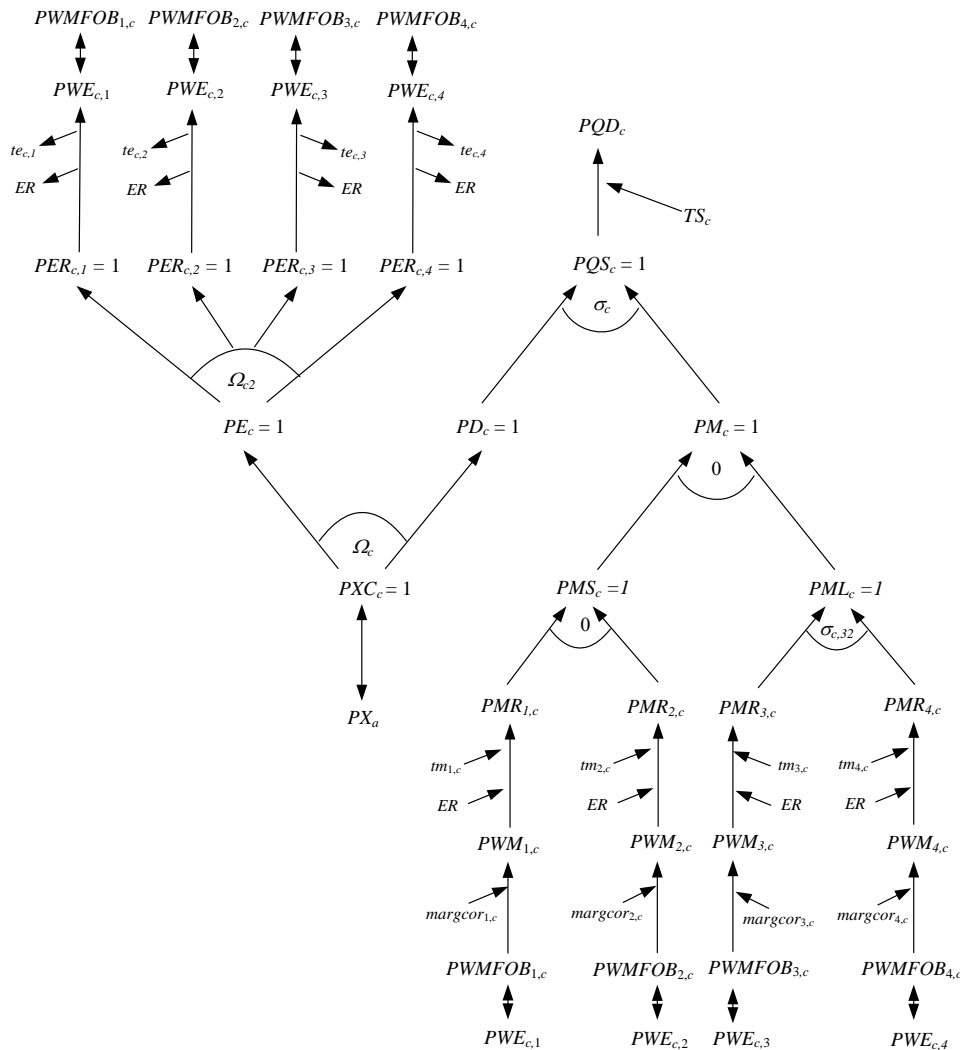 PWMFOB1,c PWMFOB2,c PWMFOB3,c PWMFOB4,c
PWEc,1 PWEc,2 PWEc,3 PWEc,4
PQDc
tec,1 tec,2 tec,3 tec,4
ER ER ER ER
TSc
PERc,1 = 1 PERc,2 = 1 PERc,3 = 1 PERc,4 = 1 PQSc = 1
σc
Ωc2
PEc = 1 PDc = 1 PMc = 1
0
Ωc
PXCc = 1 PMSc =1 PMLc =1
0 σc,32
PXa PMR1,c PMR2,c PMR3,c PMR4,c
tm1,c tm2,c tm3,c tm4,c
ER ER ER ER
PWM1,c PWM2,c PWM3,c PWM4,c
margcor1,c margcor2,c margcor3,c margcor4,c
PWMFOB1,c PWMFOB2,c PWMFOB3,c PWMFOB4,c
PWEc,1 PWEc,2 PWEc,3 PWEc,4